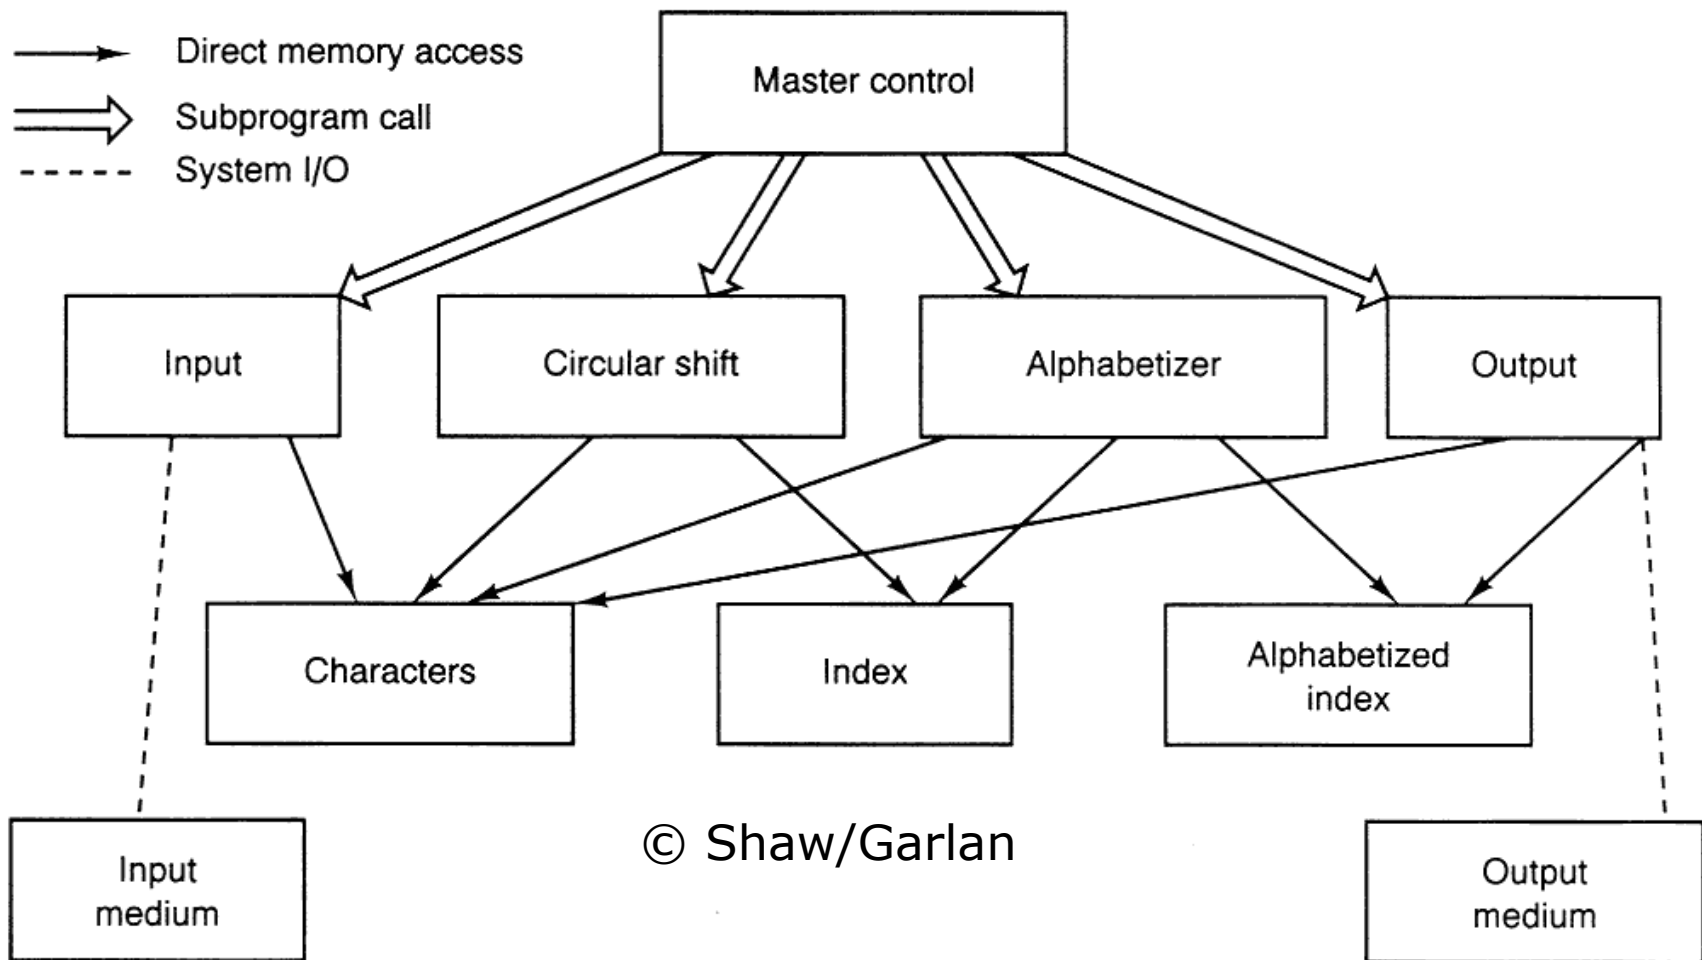 Direct memory access
Subprogram call
System I/O
Master control
Input
Circular shift
Alphabetizer
Output
Characters
Index
Alphabetized
index
Input
medium
© Shaw/Garlan
Output
medium